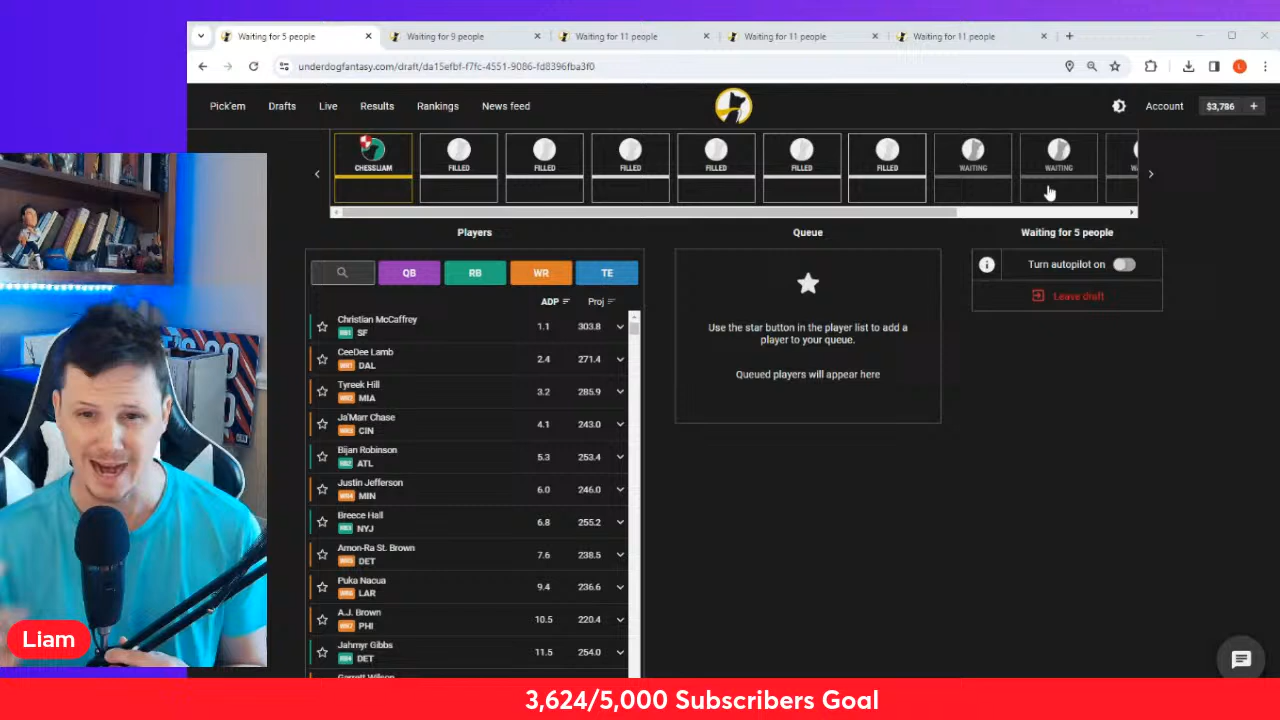 Waiting for 5 people
Waiting for 9 people
Waiting for 11 people
Waiting for 11 people
Waiting for 11 people
underdogfantasy.com/draft/da15efbf-f7fc-4551-9086-fd8396fba3f0
Pick'em Drafts Live Results Rankings News feed
Account $3,786 +
CHESSLIAM FILLED FILLED FILLED FILLED FILLED FILLED WAITING WAITING
Players
Queue
Waiting for 5 people
QB RB WR TE
Turn autopilot on
Leave draft
ADP Proj
Use the star button in the player list to add a
player to your queue.
Queued players will appear here
Christian McCaffrey
SF
1.1 303.8
CeeDee Lamb
DAL
2.4 271.4
Tyreek Hill
MIA
3.2 285.9
Ja'Marr Chase
CIN
4.1 243.0
Bijan Robinson
ATL
5.3 253.4
Justin Jefferson
MIN
6.0 246.0
Breece Hall
NYJ
6.8 255.2
Amon-Ra St. Brown
DET
7.6 238.5
Puka Nacua
LAR
9.4 236.6
A.J. Brown
PHI
10.5 220.4
Jahmyr Gibbs
DET
11.5 254.0
Liam
3,624/5,000 Subscribers Goal